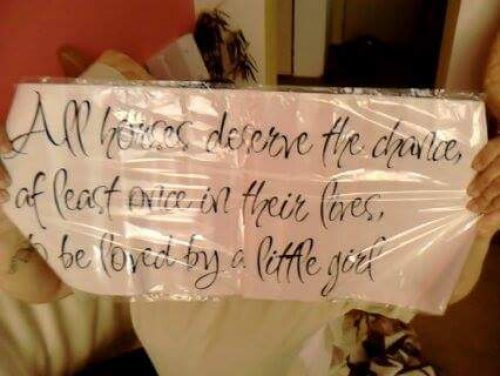 All horses deserve the chance,
at least once in their lives,
to be loved by a little girl